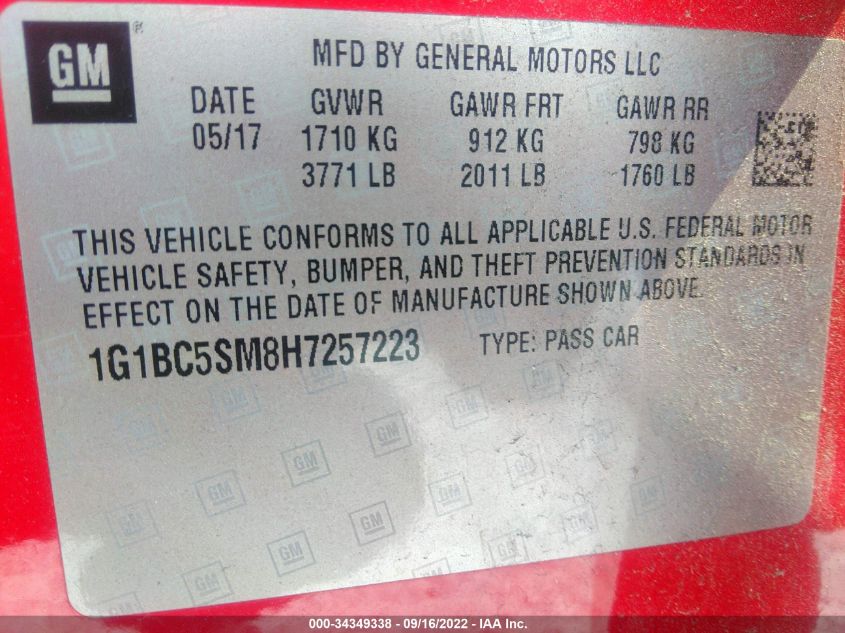 GM®
MFD BY GENERAL MOTORS LLC
DATE GVWR GAWR FRT GAWR RR
05/17 1710 KG 912 KG 798 KG
3771 LB 2011 LB 1760 LB
THIS VEHICLE CONFORMS TO ALL APPLICABLE U.S. FEDERAL MOTOR
VEHICLE SAFETY, BUMPER, AND THEFT PREVENTION STANDARDS IN
EFFECT ON THE DATE OF MANUFACTURE SHOWN ABOVE.
1G1BC5SM8H7257223 TYPE: PASS CAR
000-34349338 - 09/16/2022 - IAA Inc.